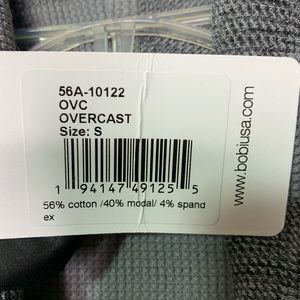 56A-10122
OVC
OVERCAST
Size: S
1 94147 49125 5
56% cotton /40% modal/ 4% spand
ex
www.bobiusa.com